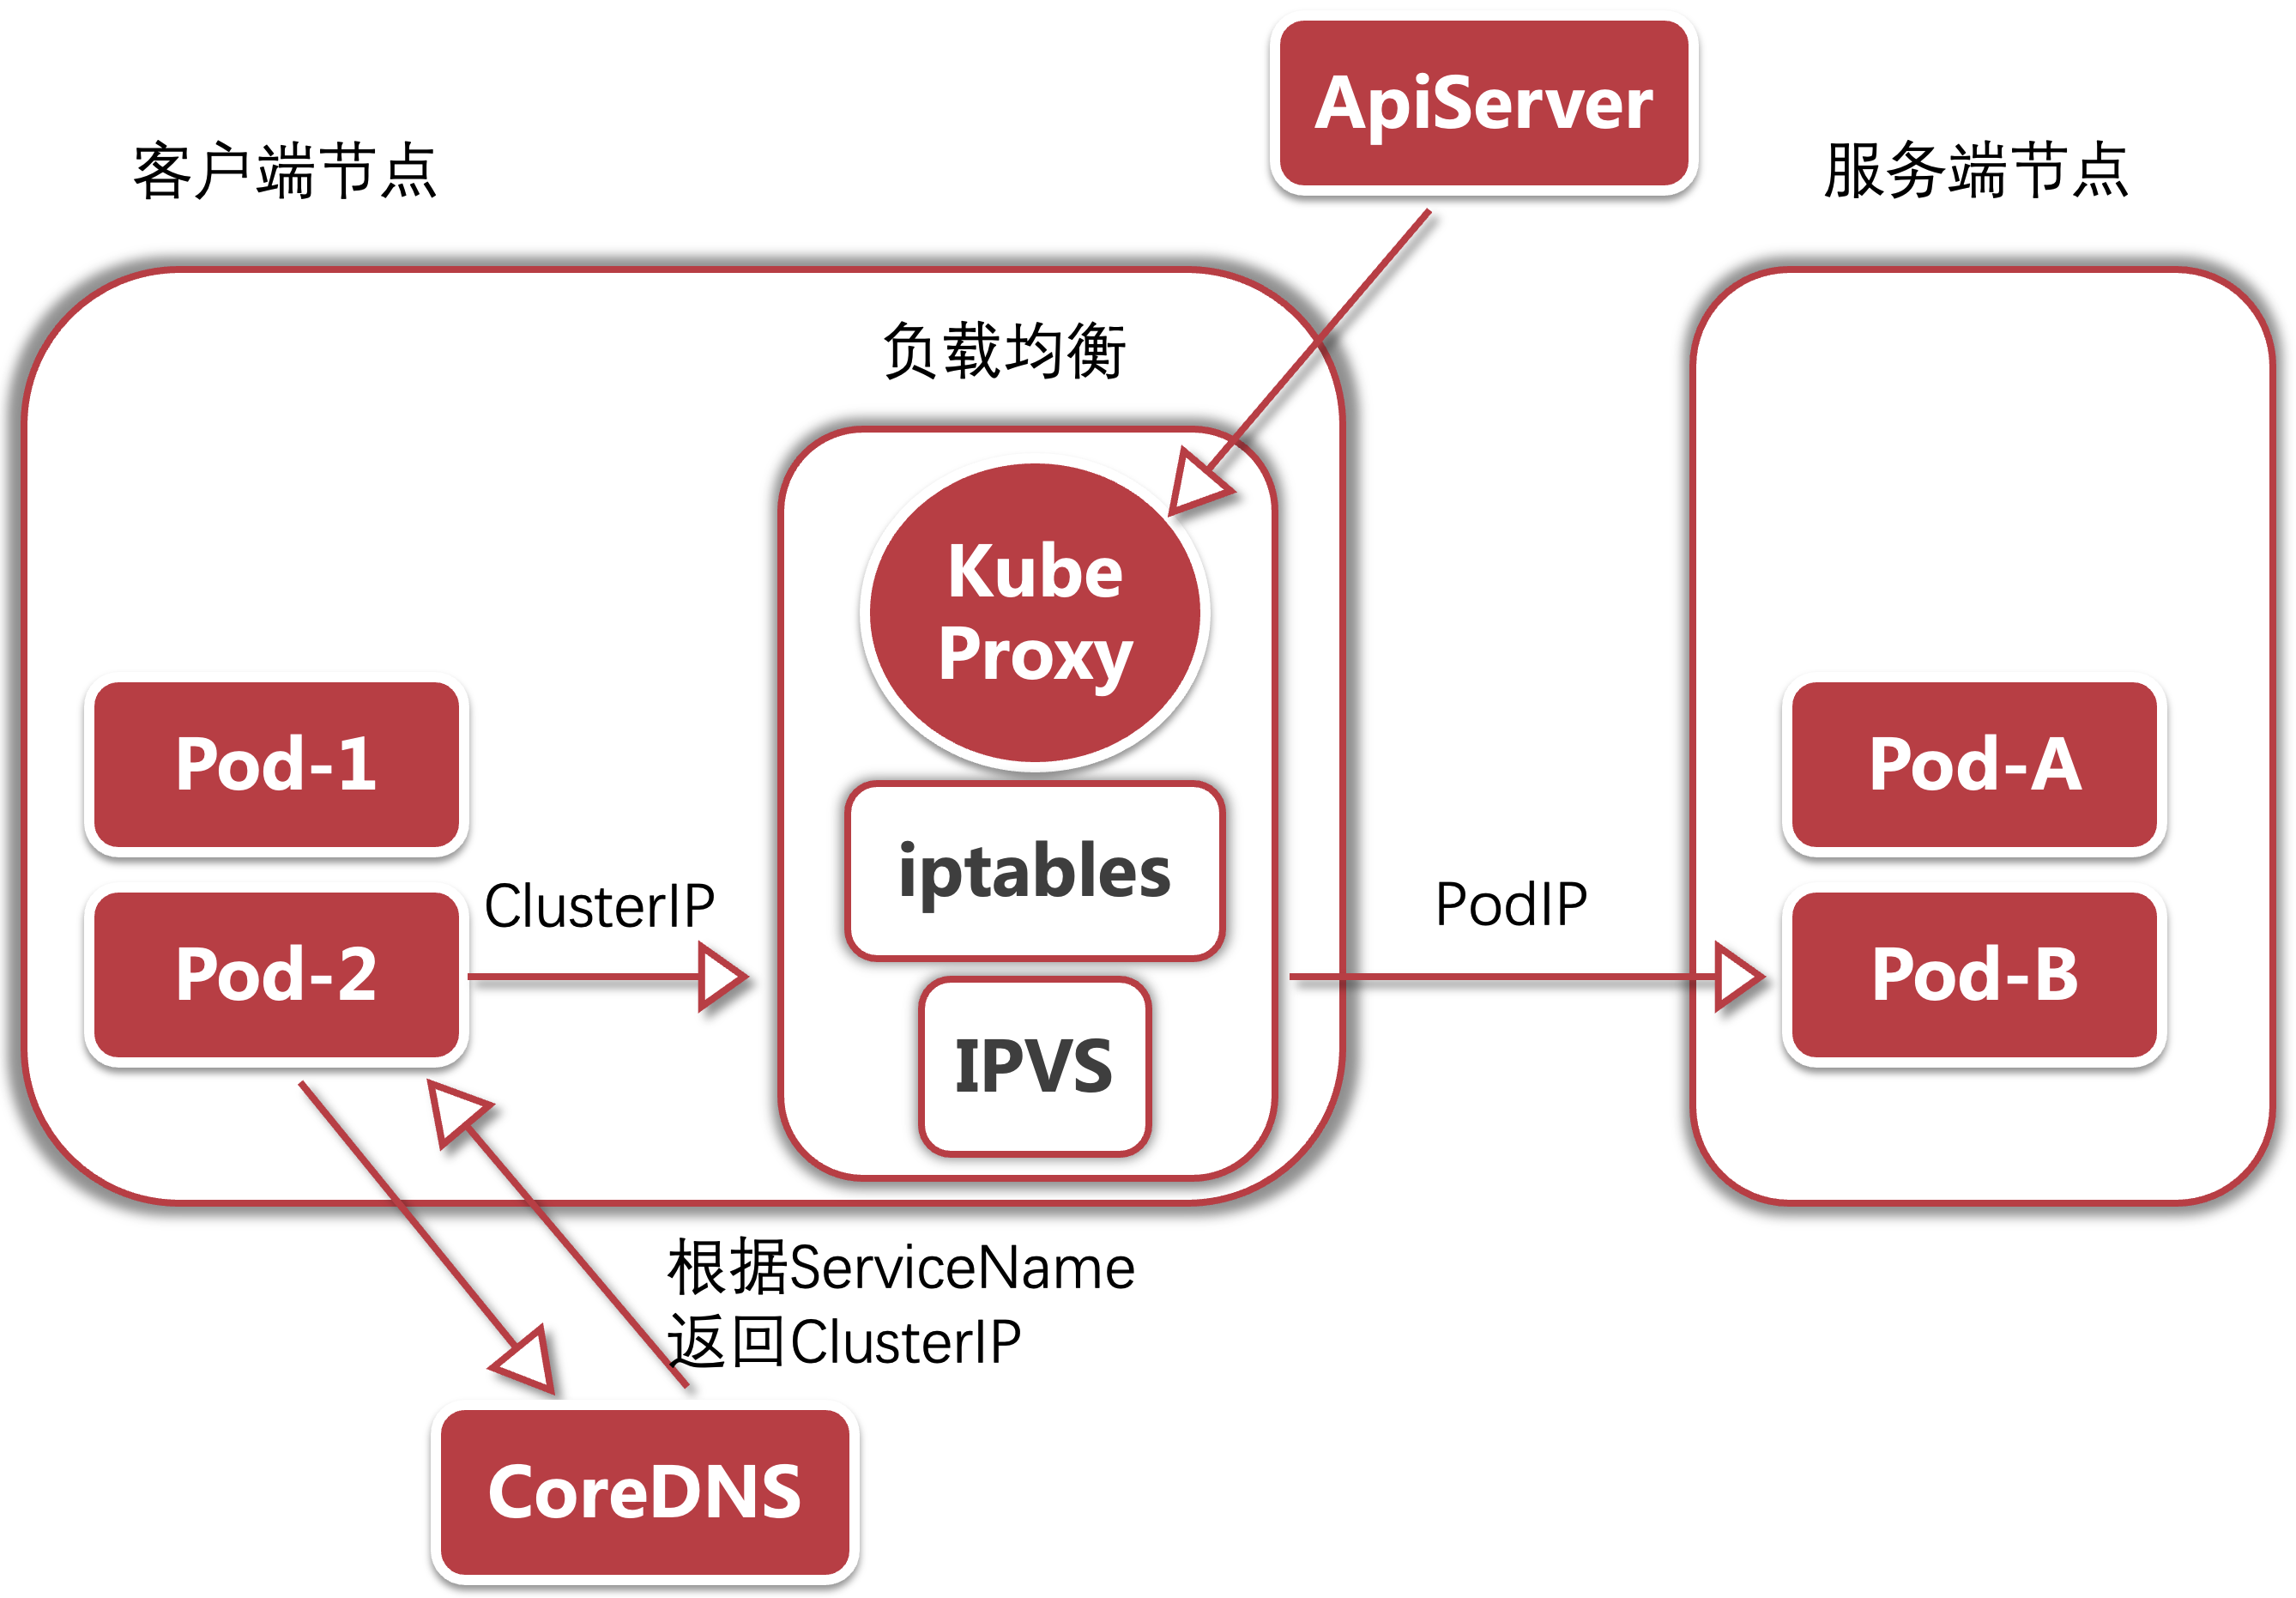 ApiServer
客户端节点
服务端节点
负载均衡
Kube
Proxy
Pod-1
Pod-A
iptables
ClusterIP
PodIP
Pod-2
Pod-B
IPVS
根据ServiceName
返回ClusterIP
CoreDNS